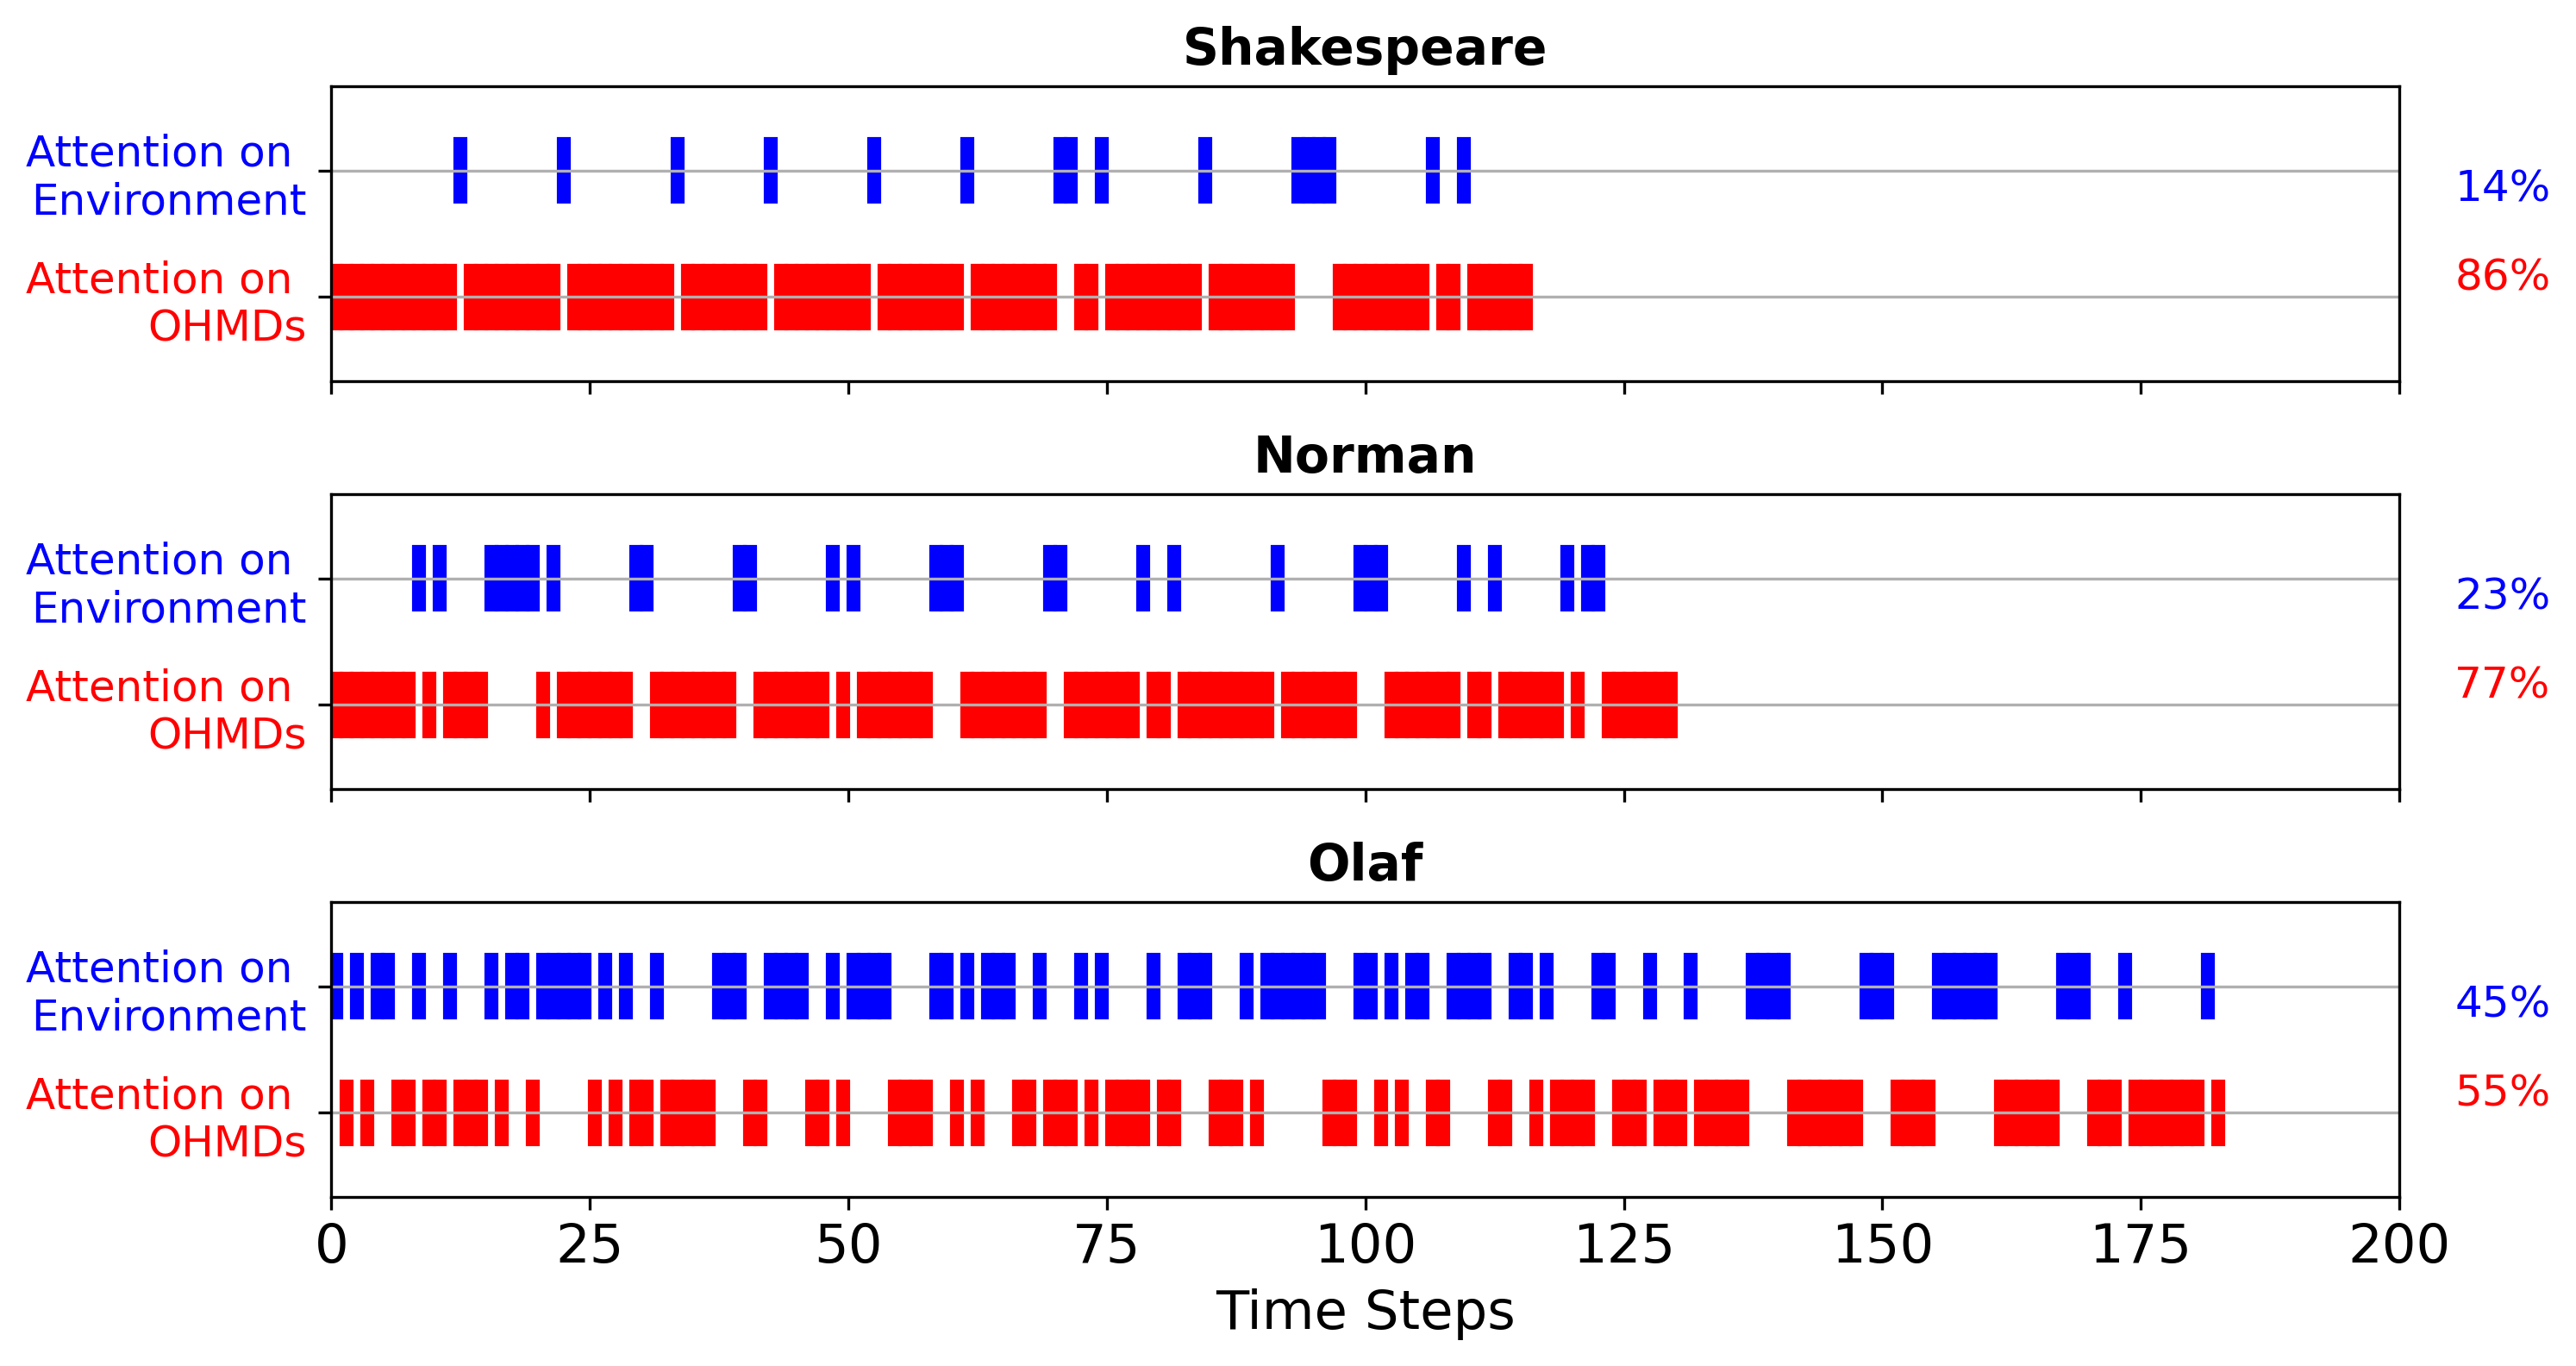 Shakespeare
Attention on
Environment
14%
Attention on
OHMDs
86%
Norman
Attention on
Environment
23%
Attention on
OHMDs
77%
Olaf
Attention on
Environment
45%
Attention on
OHMDs
55%
0 25 50 75 100 125 150 175 200
Time Steps